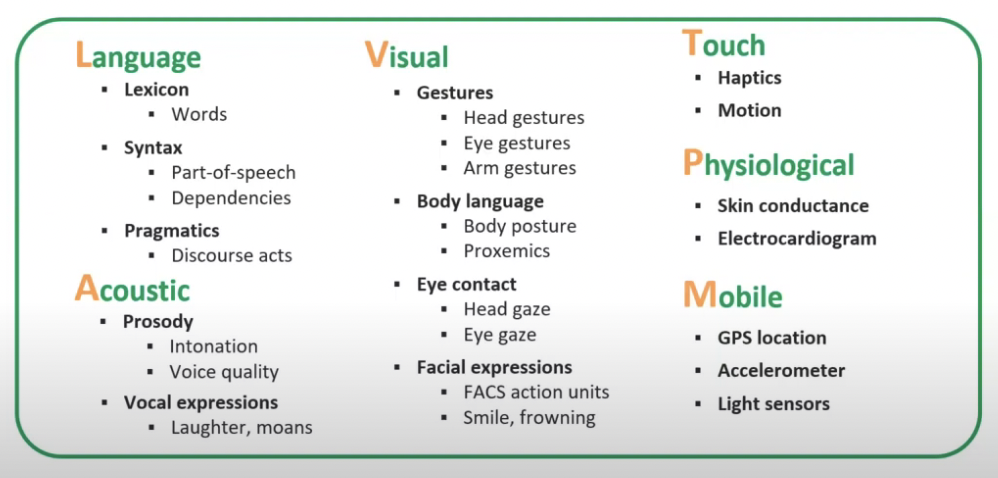 Language
▪ Lexicon
▪ Words
▪ Syntax
▪ Part-of-speech
▪ Dependencies
▪ Pragmatics
▪ Discourse acts
Acoustic
▪ Prosody
▪ Intonation
▪ Voice quality
▪ Vocal expressions
▪ Laughter, moans
Visual
▪ Gestures
▪ Head gestures
▪ Eye gestures
▪ Arm gestures
▪ Body language
▪ Body posture
▪ Proxemics
▪ Eye contact
▪ Head gaze
▪ Eye gaze
▪ Facial expressions
▪ FACS action units
▪ Smile, frowning
Touch
▪ Haptics
▪ Motion
Physiological
▪ Skin conductance
▪ Electrocardiogram
Mobile
▪ GPS location
▪ Accelerometer
▪ Light sensors